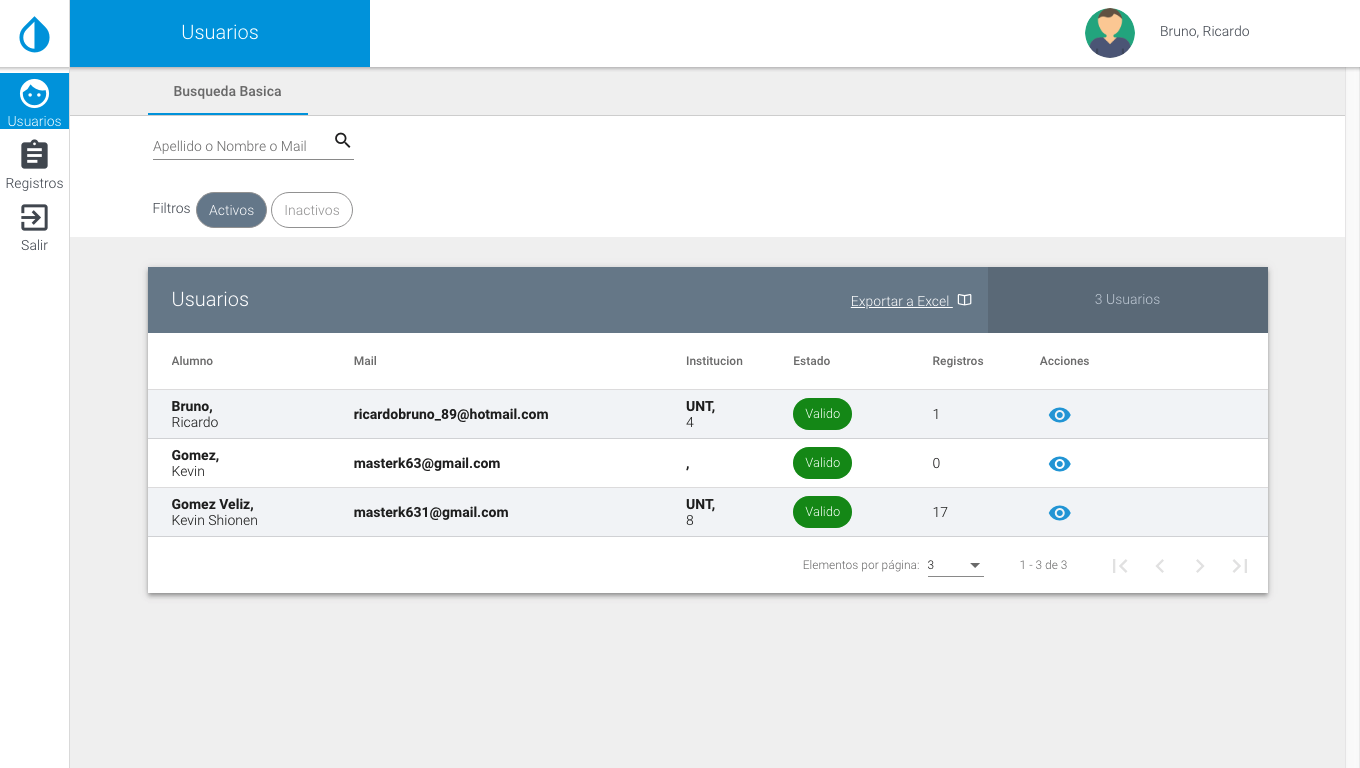 Usuarios
Bruno, Ricardo
Usuarios
Registros
Salir
Busqueda Basica
Apellido o Nombre o Mail
Filtros Activos Inactivos
Usuarios Exportar a Excel 3 Usuarios
Alumno Mail Institucion Estado Registros Acciones
Bruno,
Ricardo
ricardobruno_89@hotmail.com
UNT,
4
Valido
1
Gomez,
Kevin
masterk63@gmail.com
,
Valido
0
Gomez Veliz,
Kevin Shionen
masterk631@gmail.com
UNT,
8
Valido
17
Elementos por página: 3 1 - 3 de 3